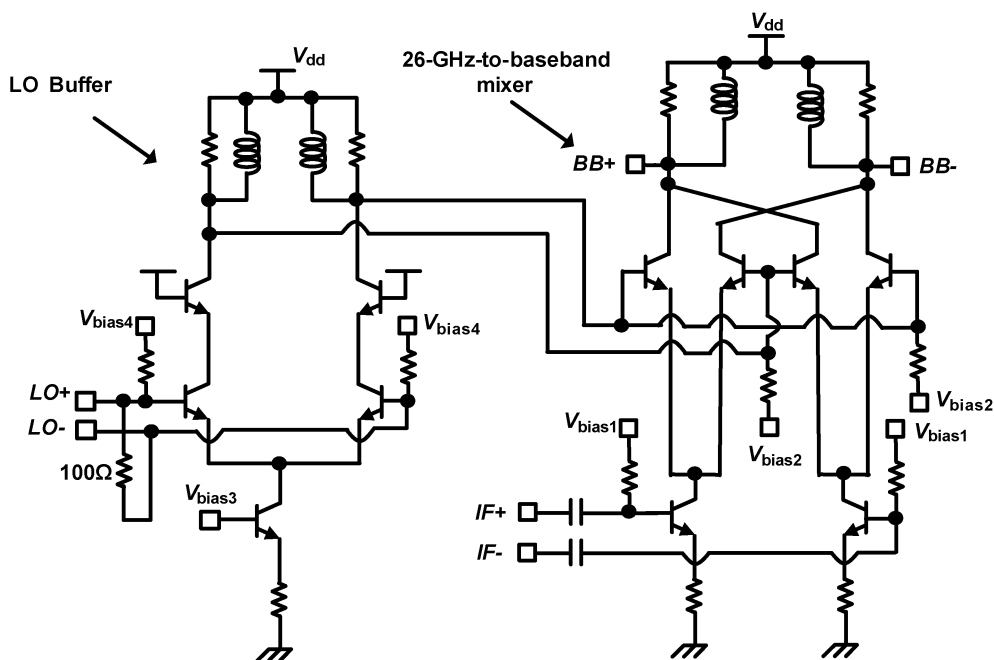 LO Buffer
Vdd
26-GHz-to-baseband
mixer
Vdd
BB+
BB-
Vbias4
Vbias4
LO+
LO-
100Ω
Vbias3
Vbias1
Vbias2
Vbias2
Vbias1
IF+
IF-